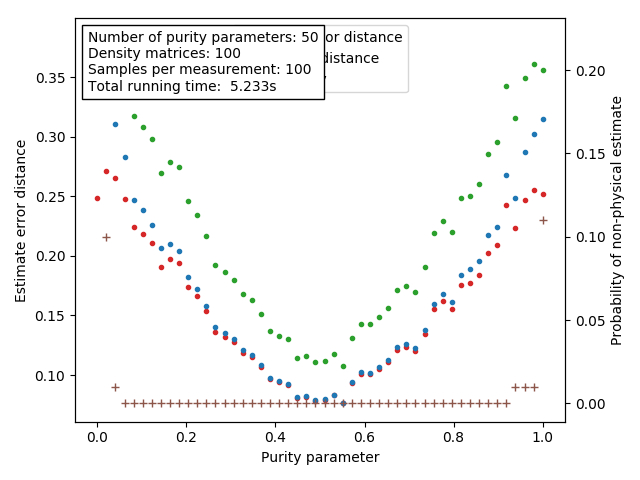 Number of purity parameters: 50 or distance
Density matrices: 100
distance
Samples per measurement: 100
Total running time:  5.233s
0.35
0.30
0.25
0.20
0.15
0.10
Estimate error distance
0.20
0.15
0.10
0.05
0.00
Probability of non-physical estimate
0.0 0.2 0.4 0.6 0.8 1.0
Purity parameter